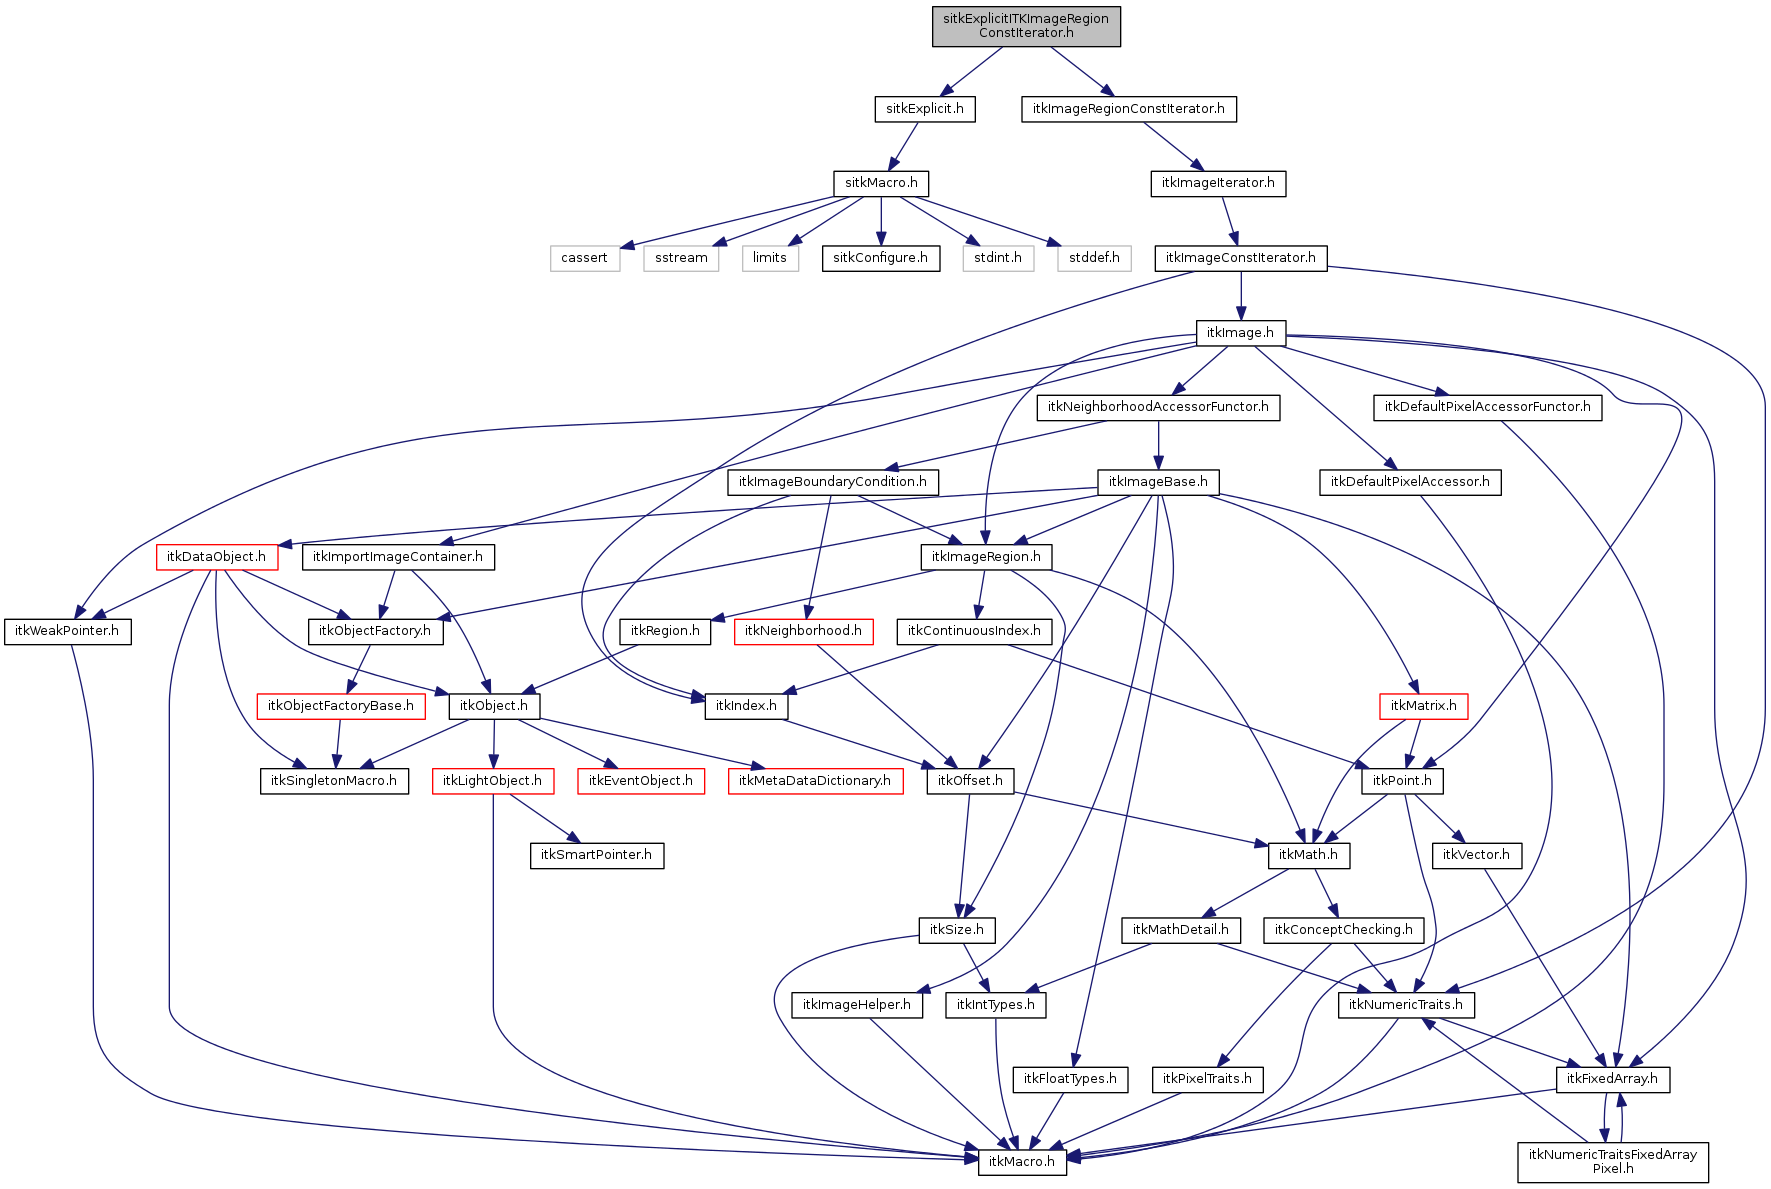 sitkExplicitITKImageRegion
ConstIterator.h
sitkExplicit.h
itkImageRegionConstIterator.h
sitkMacro.h
itkImageIterator.h
cassert
sstream
limits
sitkConfigure.h
stdint.h
stddef.h
itkImageConstIterator.h
itkImage.h
itkNeighborhoodAccessorFunctor.h
itkDefaultPixelAccessorFunctor.h
itkImageBoundaryCondition.h
itkImageBase.h
itkDefaultPixelAccessor.h
itkDataObject.h
itkImportImageContainer.h
itkImageRegion.h
itkWeakPointer.h
itkObjectFactory.h
itkRegion.h
itkNeighborhood.h
itkContinuousIndex.h
itkObjectFactoryBase.h
itkObject.h
itkIndex.h
itkMatrix.h
itkSingletonMacro.h
itkLightObject.h
itkEventObject.h
itkMetaDataDictionary.h
itkOffset.h
itkPoint.h
itkSmartPointer.h
itkMath.h
itkVector.h
itkSize.h
itkMathDetail.h
itkConceptChecking.h
itkImageHelper.h
itkIntTypes.h
itkNumericTraits.h
itkFloatTypes.h
itkPixelTraits.h
itkFixedArray.h
itkMacro.h
itkNumericTraitsFixedArray
Pixel.h